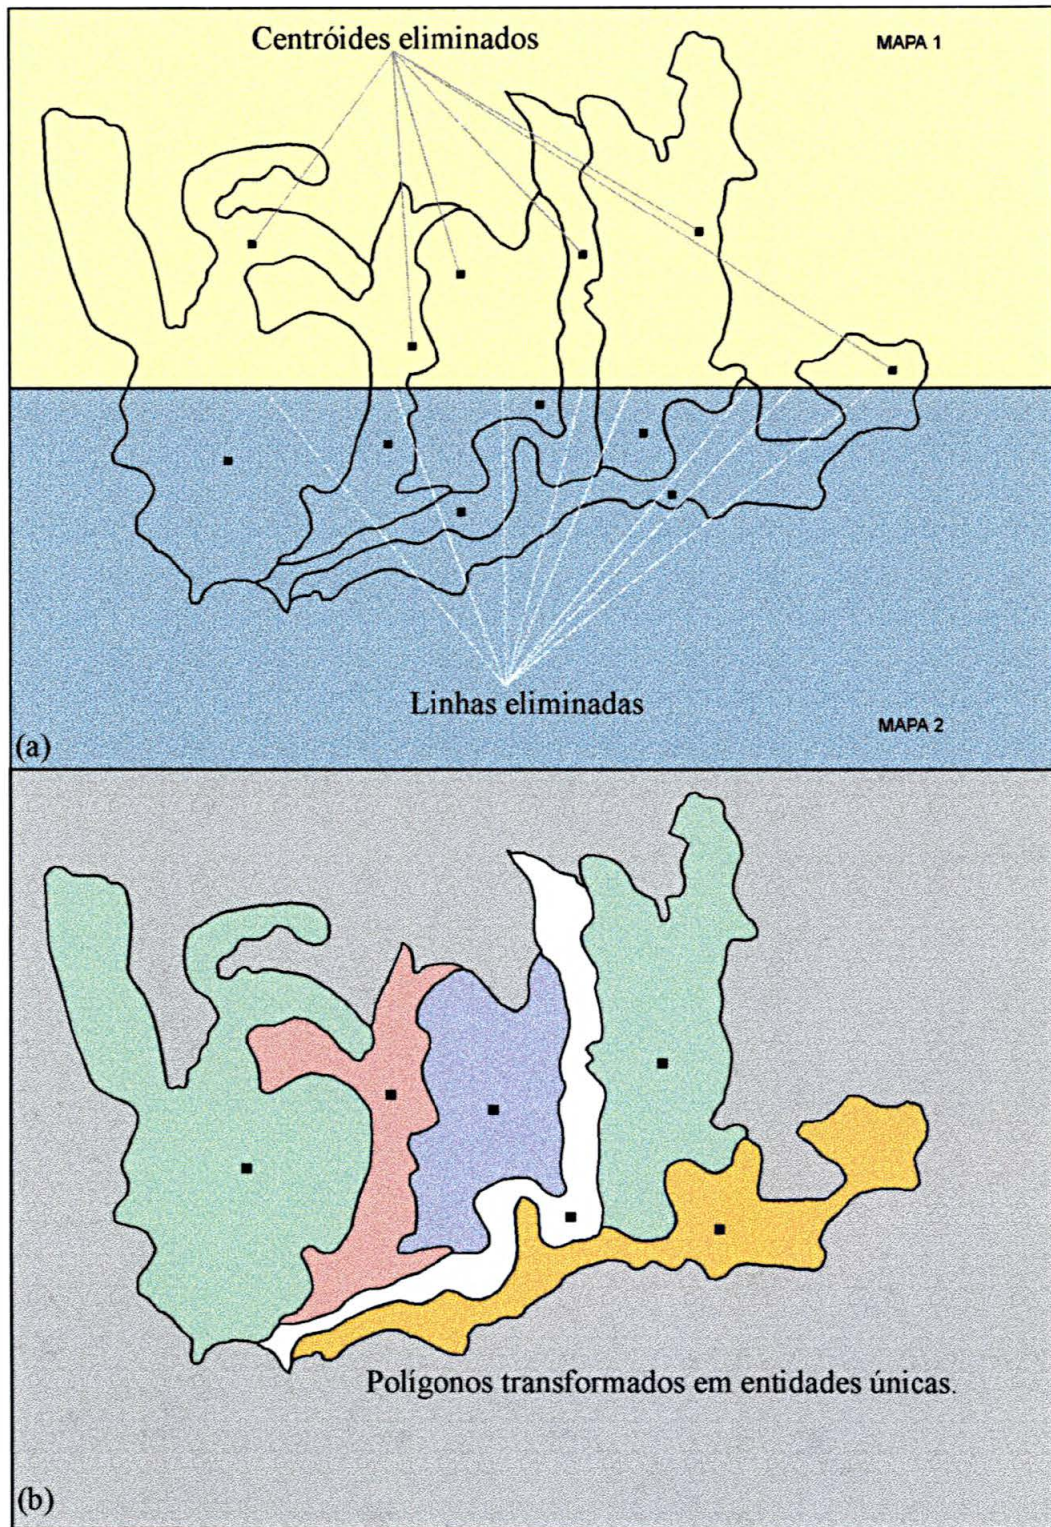 Centróides eliminados
MAPA 1
Linhas eliminadas
MAPA 2
(a)
Polígonos transformados em entidades únicas.
(b)